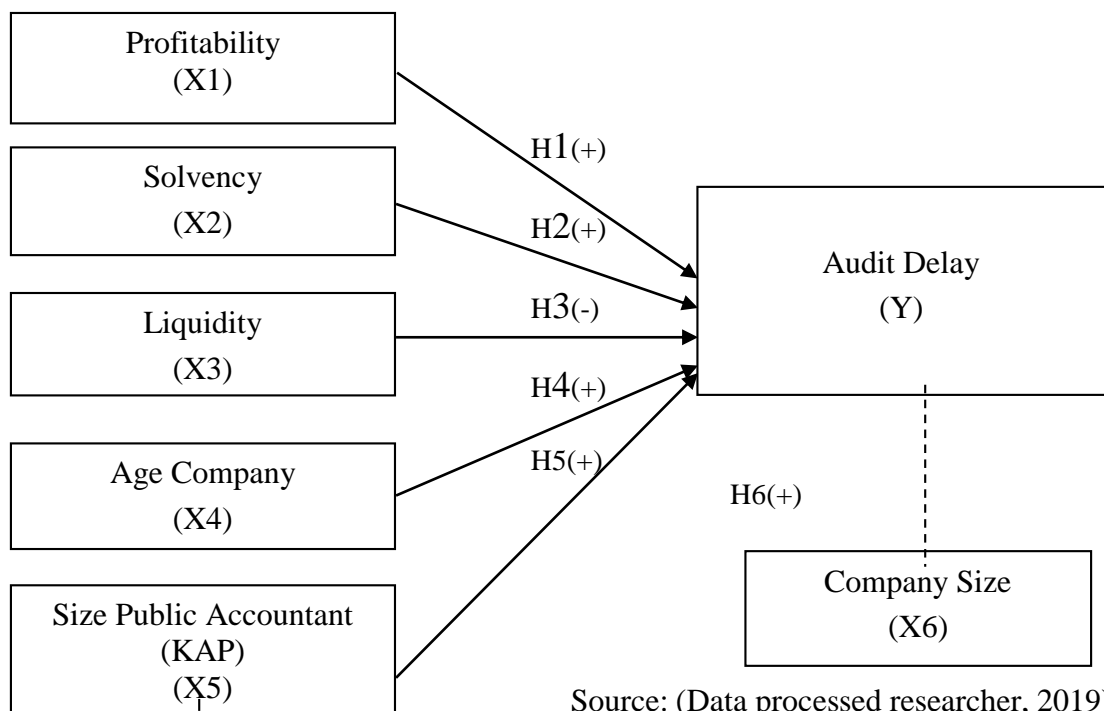 Profitability
(X1)
Solvency
(X2)
Liquidity
(X3)
Age Company
(X4)
Size Public Accountant
(KAP)
(X5)
H1(+)
H2(+)
H3(-)
H4(+)
H5(+)
Audit Delay
(Y)
H6(+)
Company Size
(X6)
Source: (Data processed researcher, 2019)